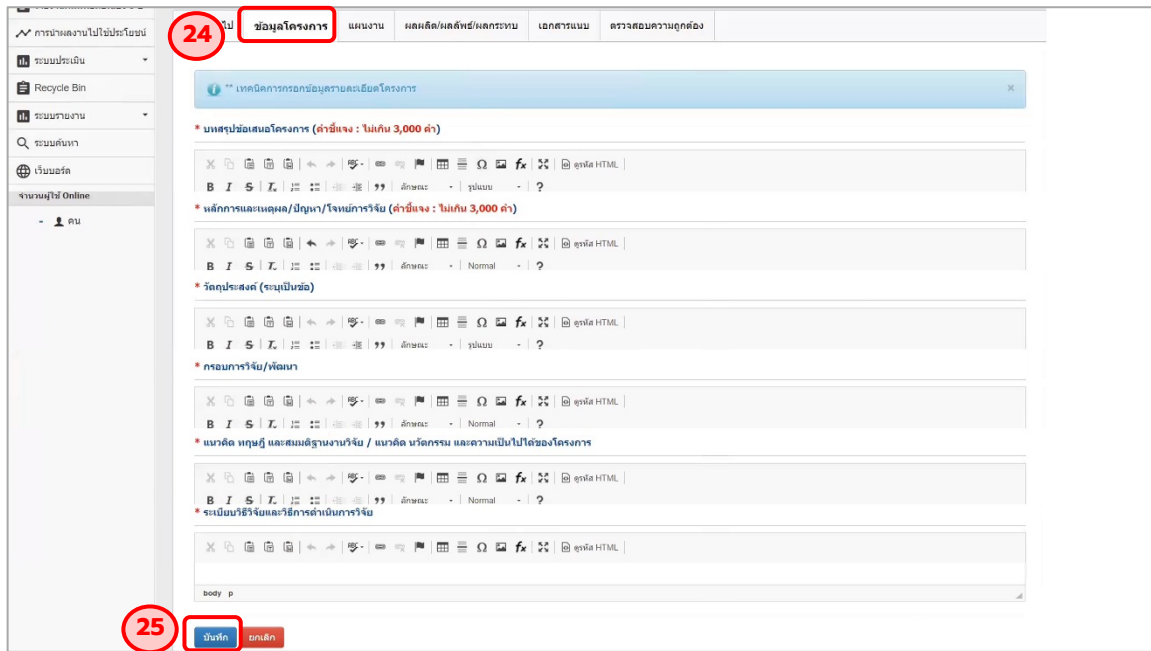 การนำผลงานไปใช้ประโยชน์
ระบบประเมิน
Recycle Bin
ระบบรายงาน
ระบบค้นหา
เว็บบอร์ด
จำนวนผู้ใช้ Online
- คน
24
ไป ข้อมูลโครงการ แผนงาน ผลผลิต/ผลลัพธ์/ผลกระทบ เอกสารแนบ ตรวจสอบความถูกต้อง
** เทคนิคการกรอกข้อมูลรายละเอียดโครงการ ×
* บทสรุปข้อเสนอโครงการ (คำชี้แจง : ไม่เกิน 3,000 คำ)
ดูรหัส HTML
B I S Tx ลักษณะ รูปแบบ ?
* หลักการและเหตุผล/ปัญหา/โจทย์การวิจัย (คำชี้แจง : ไม่เกิน 3,000 คำ)
ดูรหัส HTML
B I S Tx ลักษณะ Normal ?
* วัตถุประสงค์ (ระบุเป็นข้อ)
ดูรหัส HTML
B I S Tx ลักษณะ รูปแบบ ?
* กรอบการวิจัย/พัฒนา
ดูรหัส HTML
B I S Tx ลักษณะ Normal ?
* แนวคิด ทฤษฎี และสมมติฐานงานวิจัย / แนวคิด นวัตกรรม และความเป็นไปได้ของโครงการ
ดูรหัส HTML
B I S Tx ลักษณะ Normal ?
* ระเบียบวิธีวิจัยและวิธีการดำเนินการวิจัย
ดูรหัส HTML
body p
25
บันทึก ยกเลิก